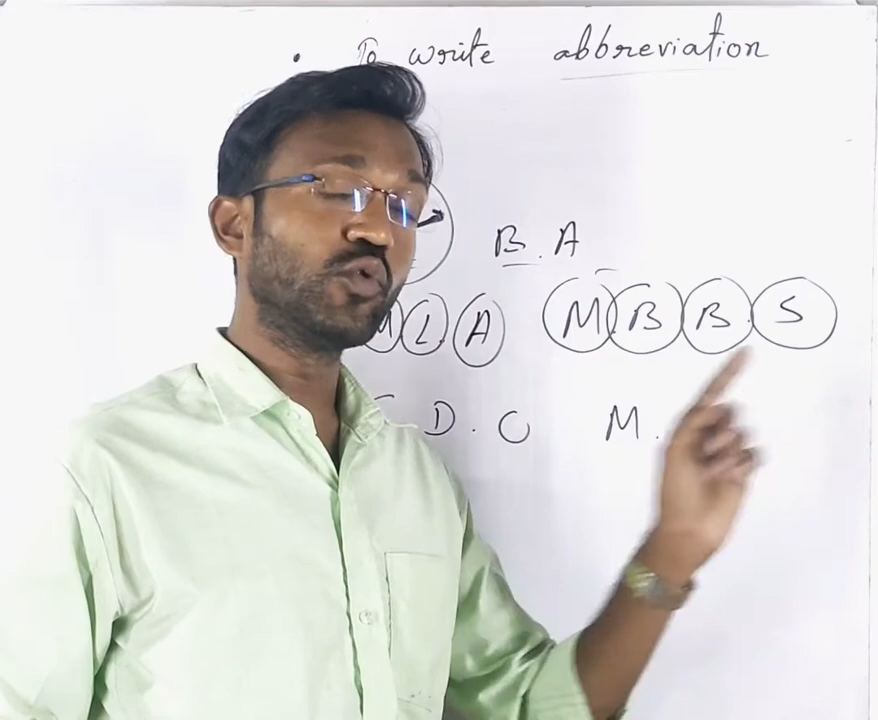 • To write abbreviation
B.A
M L. A M.B B. S
D. O M.